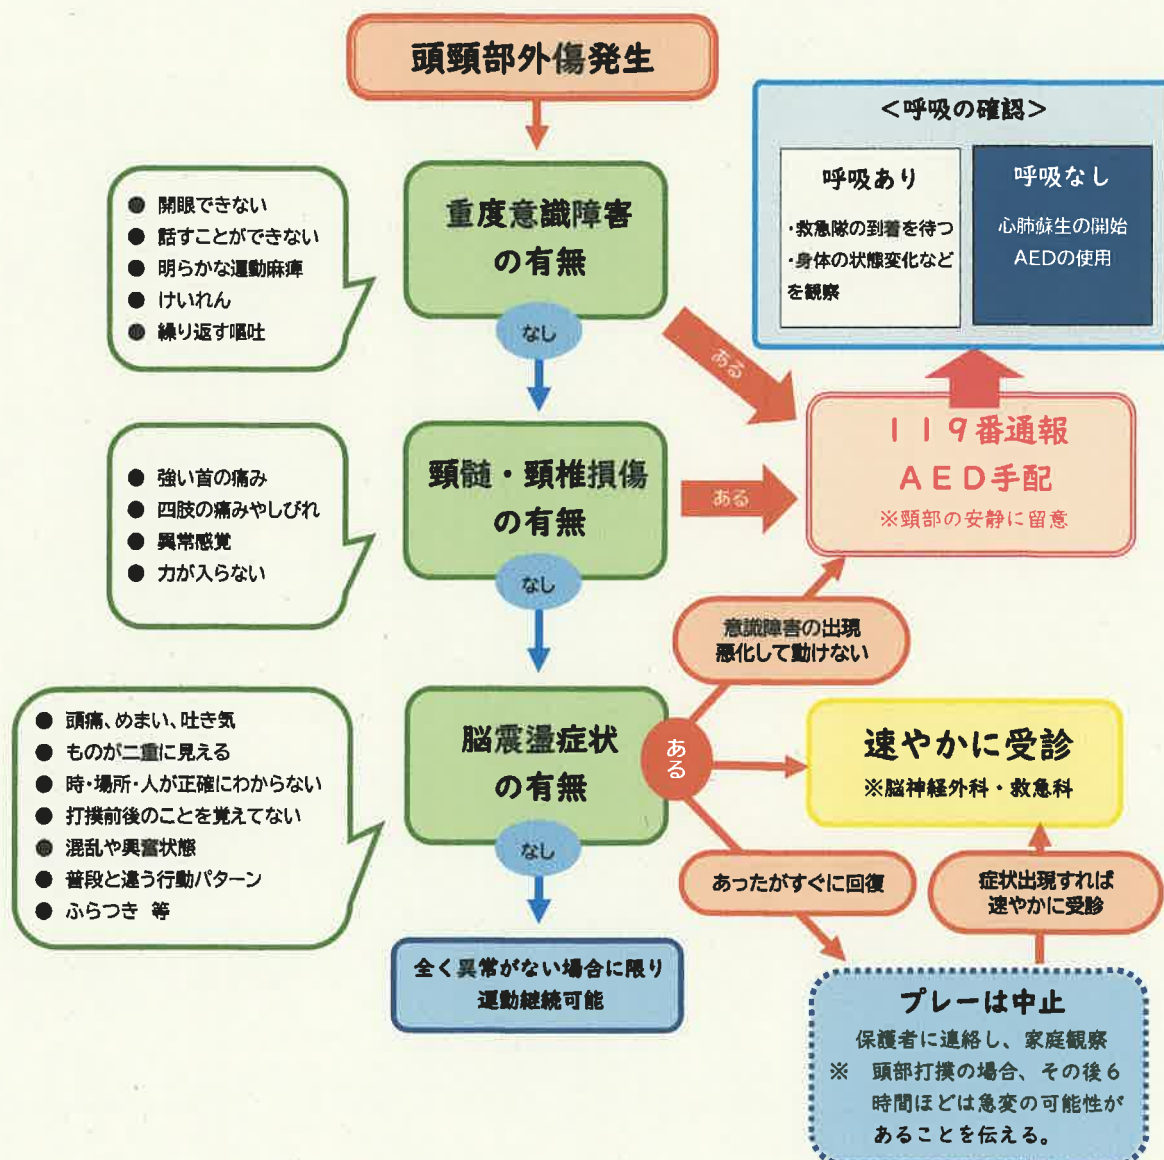 頭頸部外傷発生
<呼吸の確認>
呼吸あり
・救急隊の到着を待つ
・身体の状態変化など
を観察
呼吸なし
心肺蘇生の開始
AEDの使用
重度意識障害
の有無
● 開眼できない
● 話すことができない
● 明らかな運動麻痺
● けいれん
● 繰り返す嘔吐
なし
ある
119番通報
AED手配
※頸部の安静に留意
頸髄・頸椎損傷
の有無
● 強い首の痛み
● 四肢の痛みやしびれ
● 異常感覚
● 力が入らない
ある
なし
意識障害の出現
悪化して動けない
脳震盪症状
の有無
● 頭痛、めまい、吐き気
● ものが二重に見える
● 時・場所・人が正確にわからない
● 打撲前後のことを覚えてない
● 混乱や興奮状態
● 普段と違う行動パターン
● ふらつき 等
ある
速やかに受診
※脳神経外科・救急科
なし
あったがすぐに回復
症状出現すれば
速やかに受診
全く異常がない場合に限り
運動継続可能
プレーは中止
保護者に連絡し、家庭観察
※ 頭部打撲の場合、その後6
時間ほどは急変の可能性が
あることを伝える。